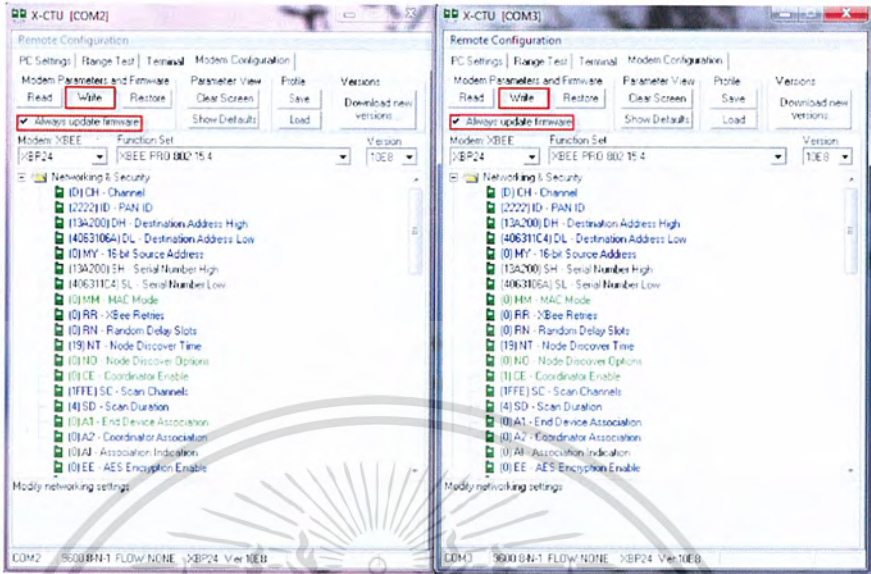 X-CTU [COM2]
Remote Configuration
PC Settings | Range Test | Terminal Modem Configuration
Modem Parameters and Firmware Parameter View Profile Versions
Read Write Restore Clear Screen Save Download new versions...
Always update firmware Show Defaults Load
Modem: XBEE Function Set Version
XBP24 XBEE PRO 802.15.4 10E8
Networking & Security
(D) CH - Channel
(2222) ID - PAN ID
(13A200) DH - Destination Address High
(4063106A) DL - Destination Address Low
(0) MY - 16-bit Source Address
(13A200) SH - Serial Number High
(406311C4) SL - Serial Number Low
(0) MM - MAC Mode
(0) RR - XBee Retries
(0) RN - Random Delay Slots
(19) NT - Node Discover Time
(0) NO - Node Discover Options
(0) CE - Coordinator Enable
(1FFE) SC - Scan Channels
(4) SD - Scan Duration
(0) A1 - End Device Association
(0) A2 - Coordinator Association
(0) AI - Association Indication
(0) EE - AES Encryption Enable
Modify networking settings
COM2 9600 8-N-1 FLOW:NONE XBP24 Ver:10E8
X-CTU [COM3]
Remote Configuration
PC Settings | Range Test | Terminal Modem Configuration
Modem Parameters and Firmware Parameter View Profile Versions
Read Write Restore Clear Screen Save Download new versions...
Always update firmware Show Defaults Load
Modem: XBEE Function Set Version
XBP24 XBEE PRO 802.15.4 10E8
Networking & Security
(D) CH - Channel
(2222) ID - PAN ID
(13A200) DH - Destination Address High
(406311C4) DL - Destination Address Low
(0) MY - 16-bit Source Address
(13A200) SH - Serial Number High
(4063106A) SL - Serial Number Low
(0) MM - MAC Mode
(0) RR - XBee Retries
(0) RN - Random Delay Slots
(19) NT - Node Discover Time
(0) NO - Node Discover Options
(1) CE - Coordinator Enable
(1FFE) SC - Scan Channels
(4) SD - Scan Duration
(0) A1 - End Device Association
(0) A2 - Coordinator Association
(0) AI - Association Indication
(0) EE - AES Encryption Enable
Modify networking settings
COM3 9600 8-N-1 FLOW:NONE XBP24 Ver:10E8